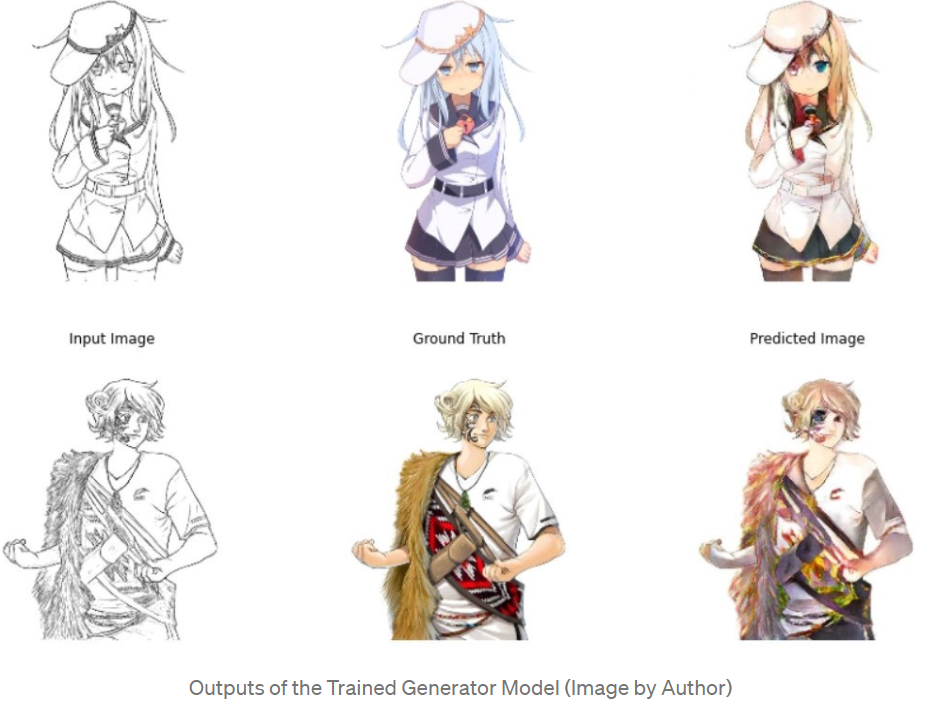 Input Image
Ground Truth
Predicted Image
Outputs of the Trained Generator Model (Image by Author)